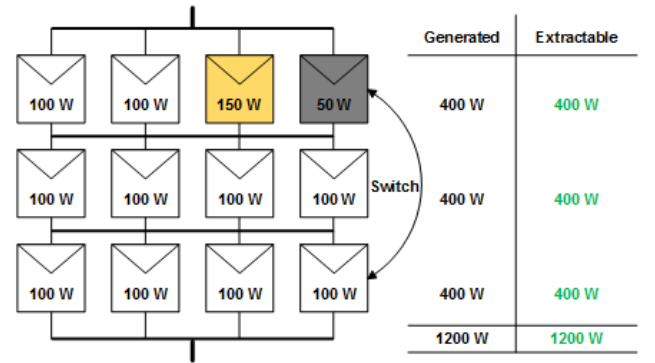 Generated Extractable
100 W 100 W 150 W 50 W 400 W 400 W
Switch
100 W 100 W 100 W 100 W 400 W 400 W
100 W 100 W 100 W 100 W 400 W 400 W
1200 W 1200 W